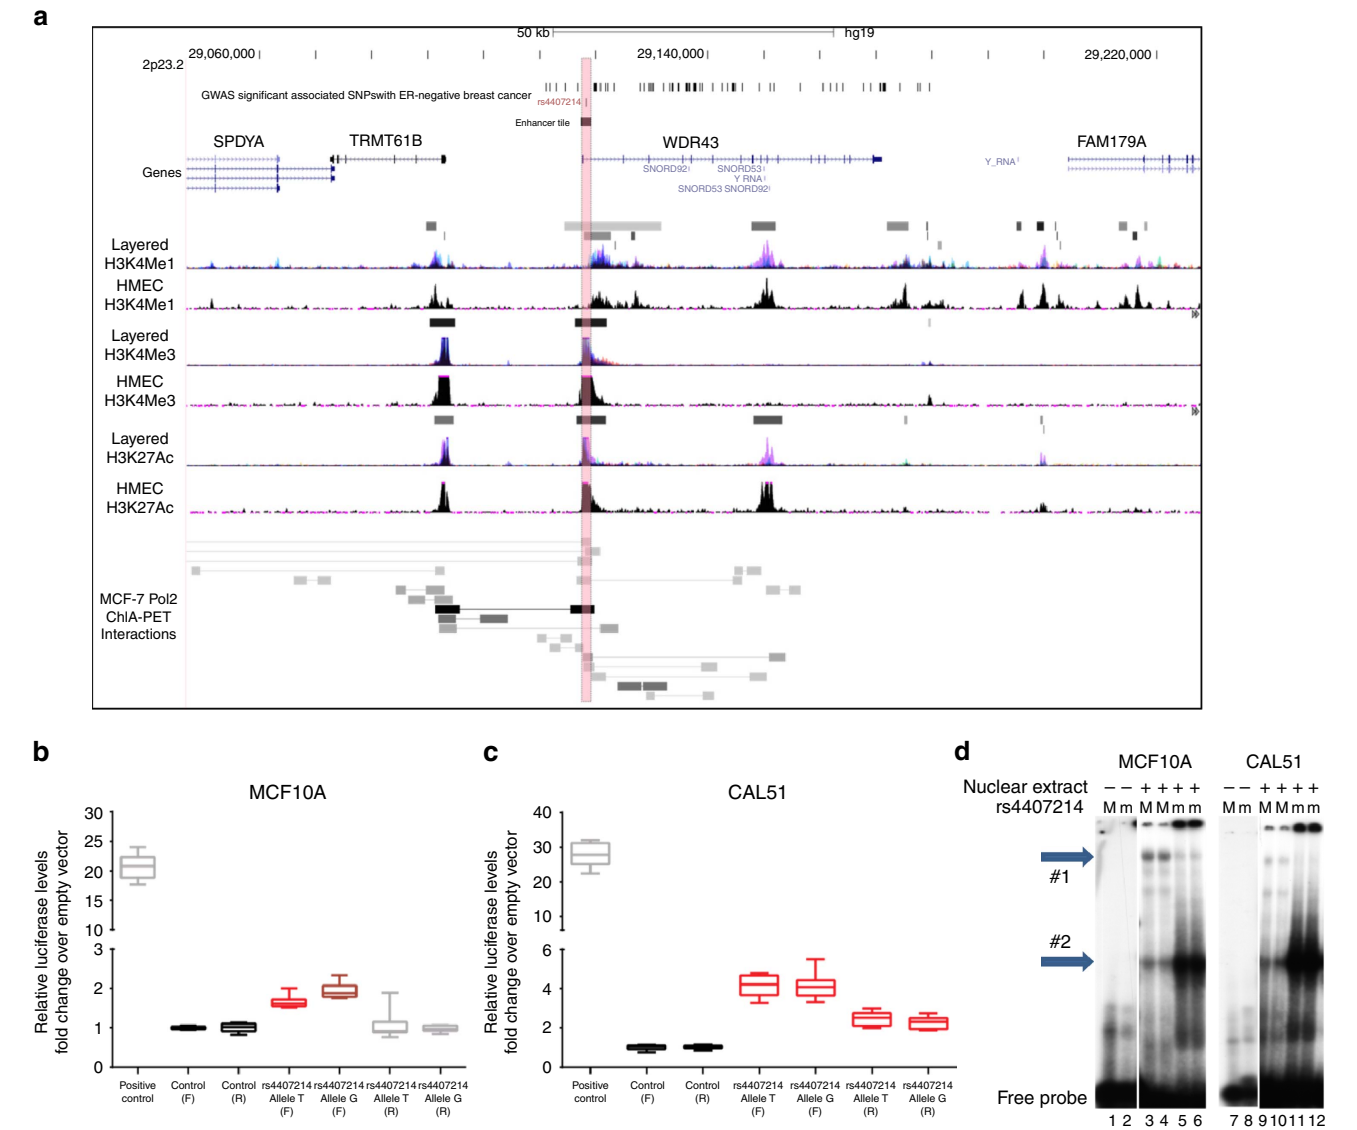 a
50 kb hg19
29,060,000 29,140,000 29,220,000
2p23.2
GWAS significant associated SNPswith ER-negative breast cancer
rs4407214
Enhancer tile
SPDYA TRMT61B WDR43 FAM179A
Genes
Y_RNA
SNORD92 SNORD53
Y RNA
SNORD53 SNORD92
Layered
H3K4Me1
HMEC
H3K4Me1
Layered
H3K4Me3
HMEC
H3K4Me3
Layered
H3K27Ac
HMEC
H3K27Ac
MCF-7 Pol2
ChIA-PET
Interactions
b
MCF10A
Relative luciferase levels
fold change over empty vector
30
25
20
15
10
3
2
1
0
Positive control
Control (F)
Control (R)
rs4407214 Allele T (F)
rs4407214 Allele G (F)
rs4407214 Allele T (R)
rs4407214 Allele G (R)
c
CAL51
Relative luciferase levels
fold change over empty vector
40
30
20
10
6
4
2
0
Positive control
Control (F)
Control (R)
rs4407214 Allele T (F)
rs4407214 Allele G (F)
rs4407214 Allele T (R)
rs4407214 Allele G (R)
d
MCF10A CAL51
Nuclear extract − − + + + + − − + + + +
rs4407214 M m M M m m M m M M m m
#1
#2
Free probe
1 2 3 4 5 6 7 8 9 10 11 12